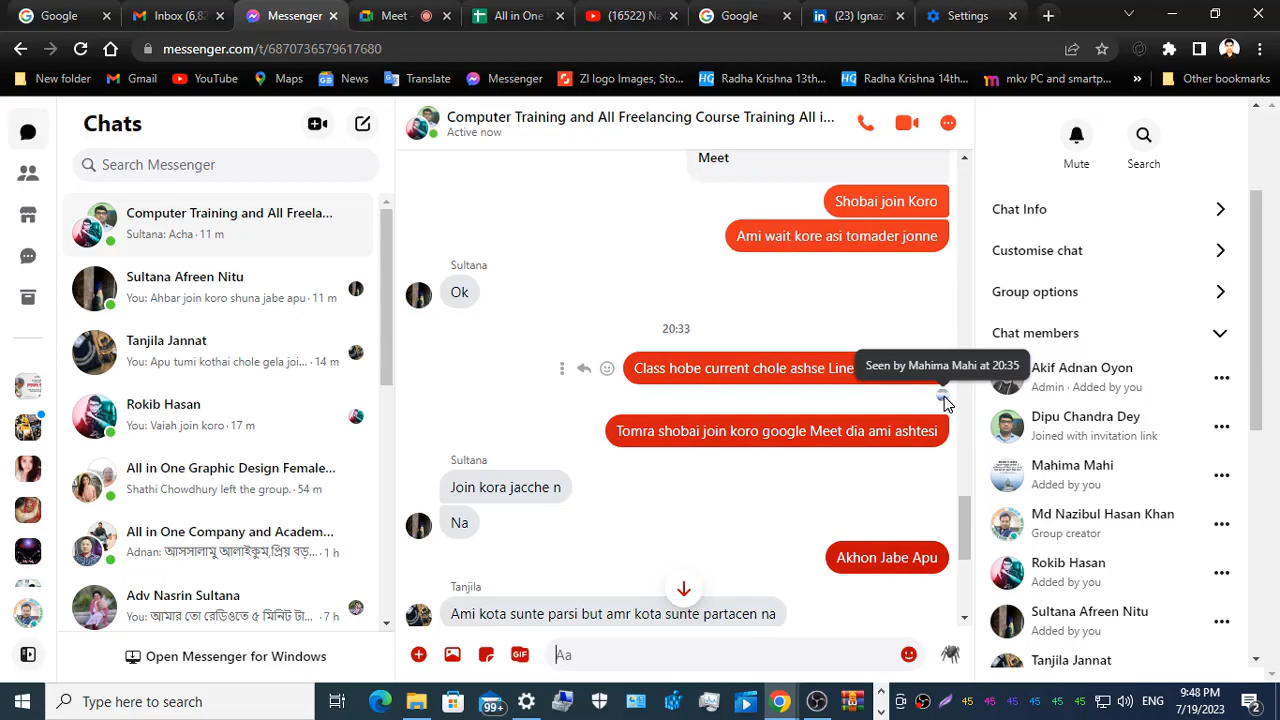 Google
Inbox (6,82
Messenger
Meet -
All in One F
(16522) Na
Google
(23) Ignazi
Settings
messenger.com/t/6870736579617680
New folder
Gmail
YouTube
Maps
News
Translate
Messenger
ZI logo Images, Sto...
Radha Krishna 13th...
Radha Krishna 14th...
mkv PC and smartp...
Other bookmarks
Chats
Search Messenger
Computer Training and All Freela...
Sultana: Acha · 11 m
Sultana Afreen Nitu
You: Ahbar join koro shuna jabe apu · 11 m
Tanjila Jannat
You: Apu tumi kothai chole gela joi... · 14 m
Rokib Hasan
You: Vaiah join koro · 17 m
All in One Graphic Design Female...
Shathi Chowdhury left the group. · 54 m
All in One Company and Academ...
Adnan: আসসালামু আলাইকুম,প্রিয় বড়... · 1 h
Adv Nasrin Sultana
You: আমার তো রেডিওতে ৫ মিনিট টা... · 7 h
Open Messenger for Windows
Computer Training and All Freelancing Course Training All i...
Active now
Meet
Shobai join Koro
Ami wait kore asi tomader jonne
Sultana
Ok
20:33
Class hobe current chole ashse Line
Seen by Mahima Mahi at 20:35
Tomra shobai join koro google Meet dia ami ashtesi
Sultana
Join kora jacche n
Na
Akhon Jabe Apu
Tanjila
Ami kota sunte parsi but amr kota sunte partacen na
GIF
Aa
Mute
Search
Chat Info
Customise chat
Group options
Chat members
Akif Adnan Oyon
Admin · Added by you
Dipu Chandra Dey
Joined with invitation link
Mahima Mahi
Added by you
Md Nazibul Hasan Khan
Group creator
Rokib Hasan
Added by you
Sultana Afreen Nitu
Added by you
Tanjila Jannat
Type here to search
99+
45
45
45
45
ENG
9:48 PM
7/19/2023
2